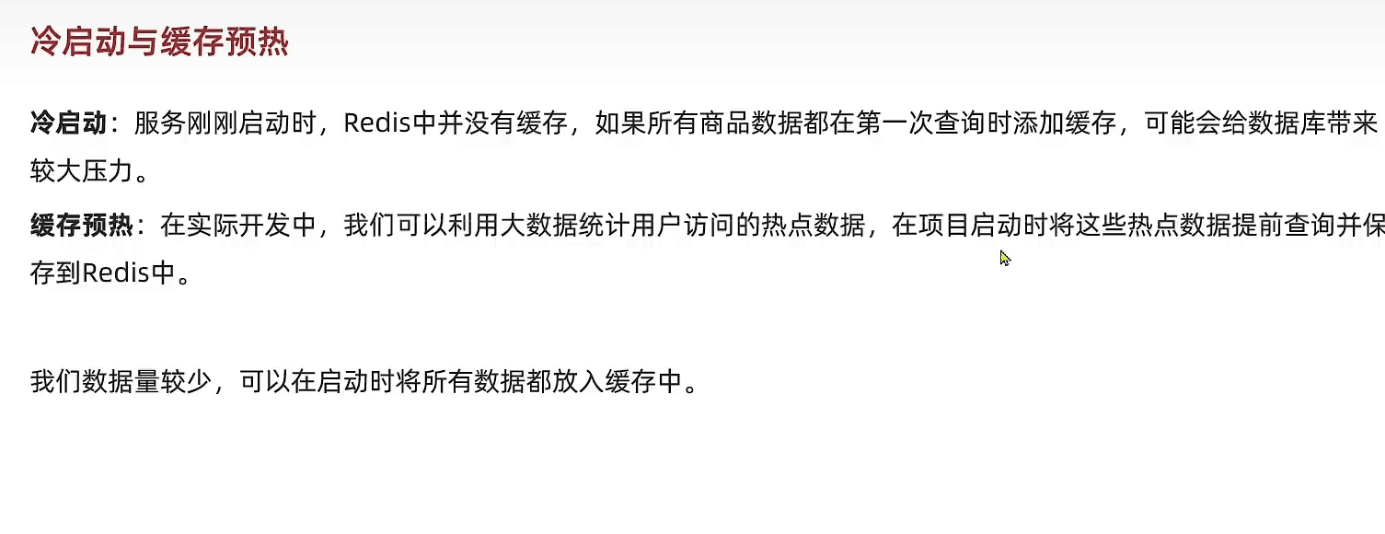 冷启动与缓存预热
冷启动：服务刚刚启动时，Redis中并没有缓存，如果所有商品数据都在第一次查询时添加缓存，可能会给数据库带来
较大压力。
缓存预热：在实际开发中，我们可以利用大数据统计用户访问的热点数据，在项目启动时将这些热点数据提前查询并保
存到Redis中。
我们数据量较少，可以在启动时将所有数据都放入缓存中。